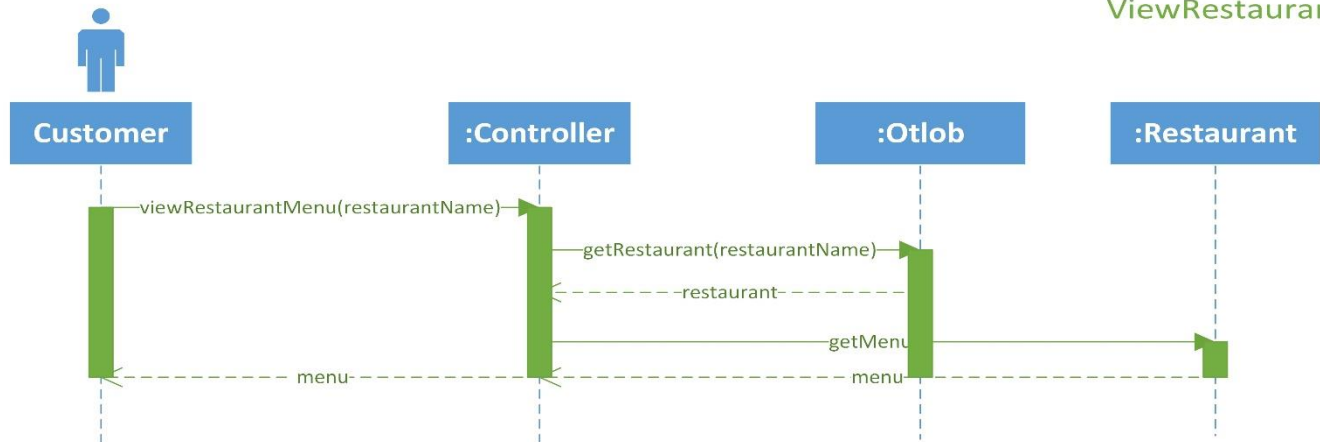 ViewRestauran
Customer
:Controller
:Otlob
:Restaurant
viewRestaurantMenu(restaurantName)
getRestaurant(restaurantName)
restaurant
getMenu
menu
menu